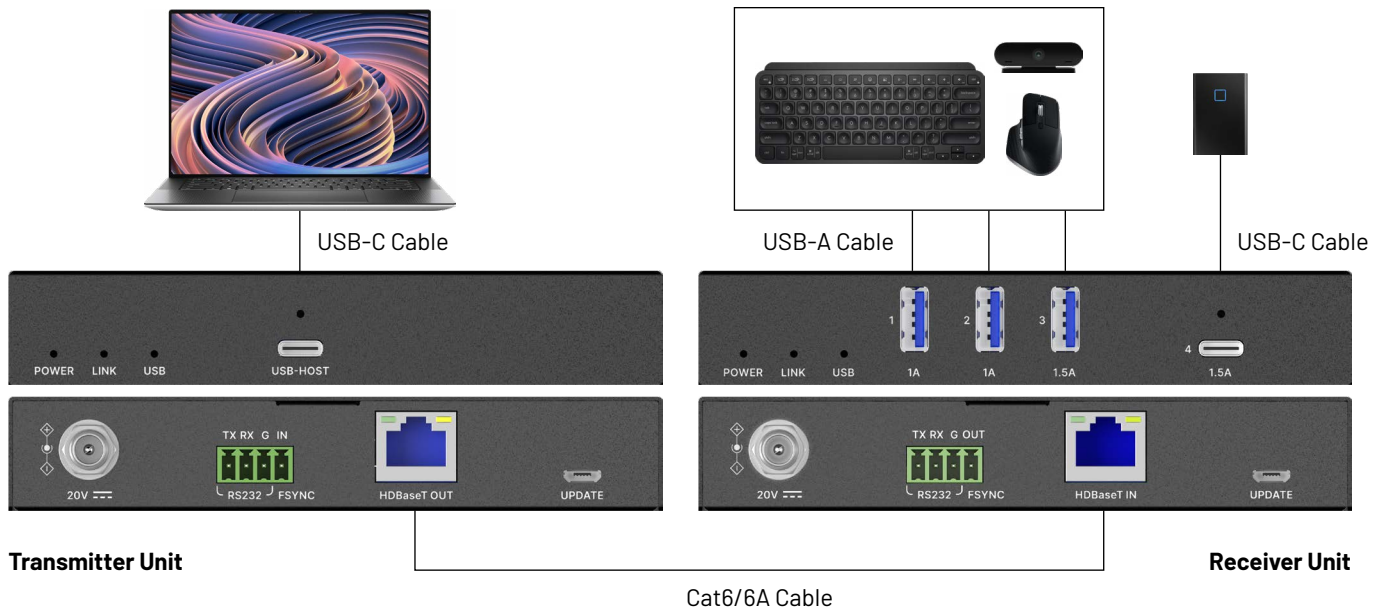 USB-C Cable
USB-A Cable
USB-C Cable
POWER LINK USB USB-HOST
POWER LINK USB 1 1A 2 1A 3 1.5A 4 1.5A
20V
TX RX G IN
RS232 FSYNC
HDBaseT OUT
UPDATE
20V
TX RX G OUT
RS232 FSYNC
HDBaseT IN
UPDATE
Transmitter Unit
Receiver Unit
Cat6/6A Cable